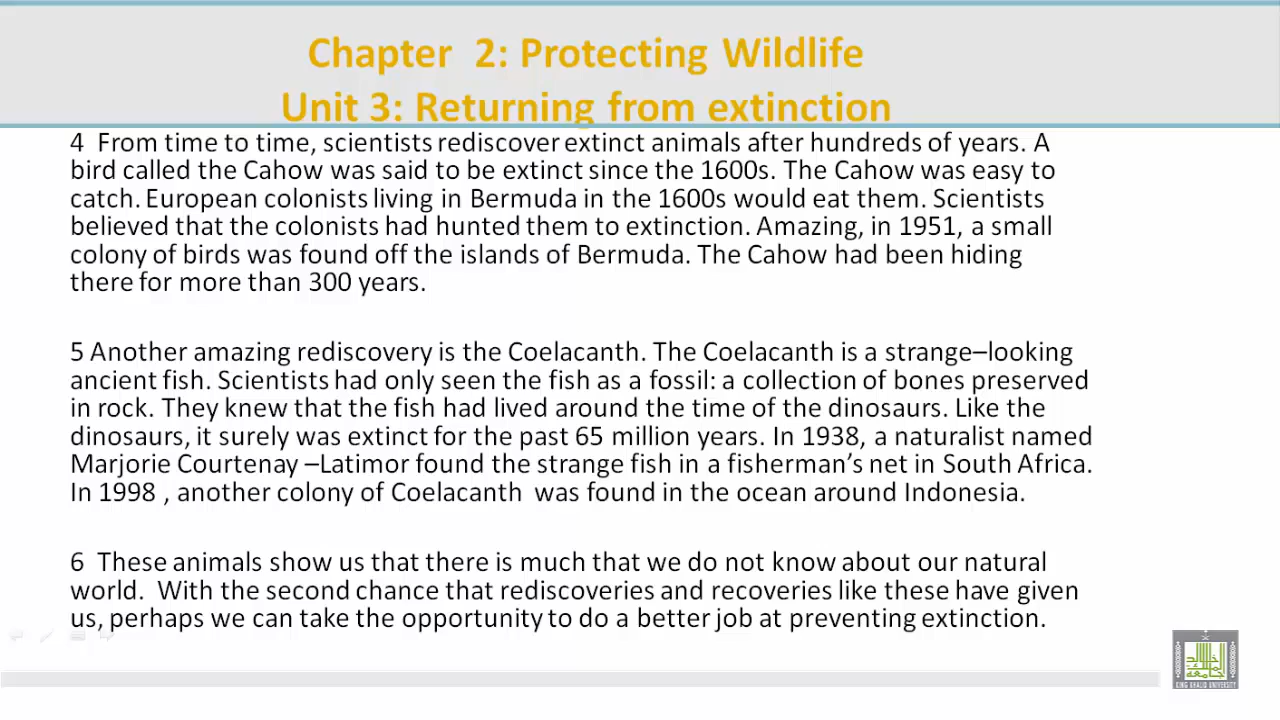 Chapter 2: Protecting Wildlife
Unit 3: Returning from extinction
4 From time to time, scientists rediscover extinct animals after hundreds of years. A
bird called the Cahow was said to be extinct since the 1600s. The Cahow was easy to
catch. European colonists living in Bermuda in the 1600s would eat them. Scientists
believed that the colonists had hunted them to extinction. Amazing, in 1951, a small
colony of birds was found off the islands of Bermuda. The Cahow had been hiding
there for more than 300 years.
5 Another amazing rediscovery is the Coelacanth. The Coelacanth is a strange–looking
ancient fish. Scientists had only seen the fish as a fossil: a collection of bones preserved
in rock. They knew that the fish had lived around the time of the dinosaurs. Like the
dinosaurs, it surely was extinct for the past 65 million years. In 1938, a naturalist named
Marjorie Courtenay –Latimor found the strange fish in a fisherman’s net in South Africa.
In 1998 , another colony of Coelacanth was found in the ocean around Indonesia.
6 These animals show us that there is much that we do not know about our natural
world. With the second chance that rediscoveries and recoveries like these have given
us, perhaps we can take the opportunity to do a better job at preventing extinction.
KING KHALID UNIVERSITY